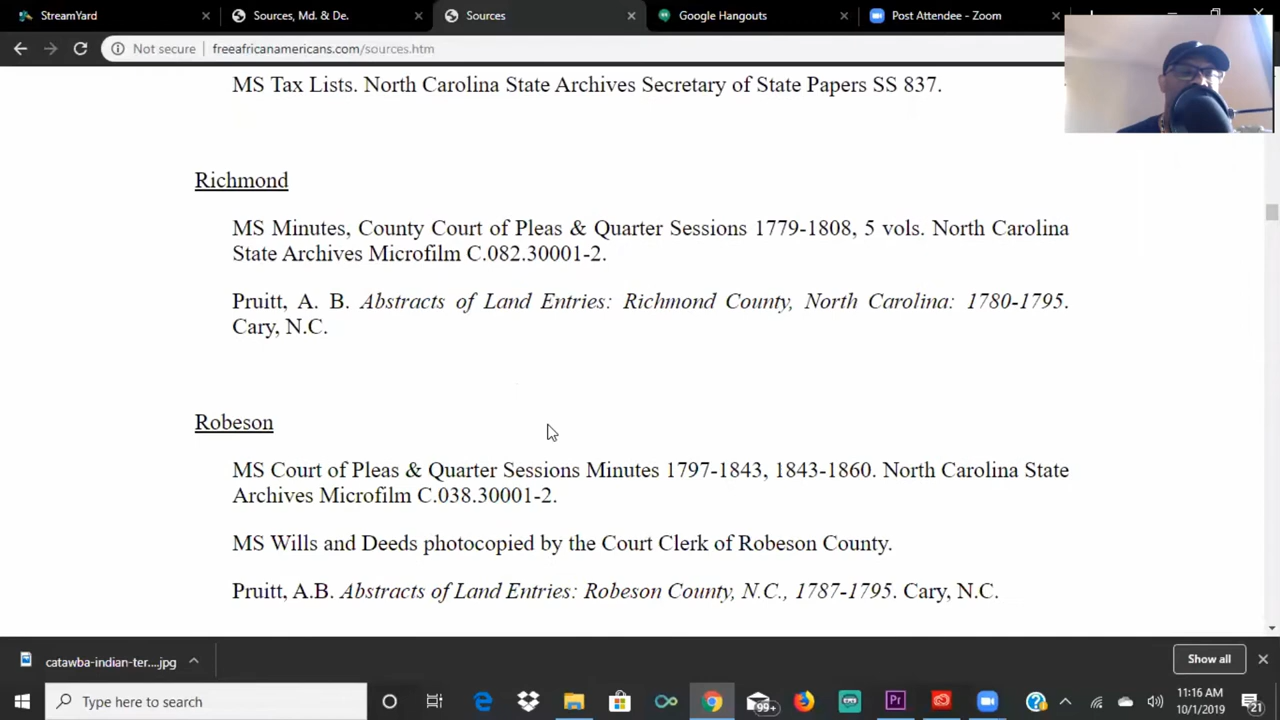 StreamYard
Sources, Md. & De.
Sources
Google Hangouts
Post Attendee - Zoom
Not secure
freeafricanamericans.com/sources.htm
MS Tax Lists. North Carolina State Archives Secretary of State Papers SS 837.
Richmond
MS Minutes, County Court of Pleas & Quarter Sessions 1779-1808, 5 vols. North Carolina
State Archives Microfilm C.082.30001-2.
Pruitt, A. B. Abstracts of Land Entries: Richmond County, North Carolina: 1780-1795.
Cary, N.C.
Robeson
MS Court of Pleas & Quarter Sessions Minutes 1797-1843, 1843-1860. North Carolina State
Archives Microfilm C.038.30001-2.
MS Wills and Deeds photocopied by the Court Clerk of Robeson County.
Pruitt, A.B. Abstracts of Land Entries: Robeson County, N.C., 1787-1795. Cary, N.C.
catawba-indian-ter....jpg
Show all
Type here to search
99+
Pr
11:16 AM
10/1/2019
21